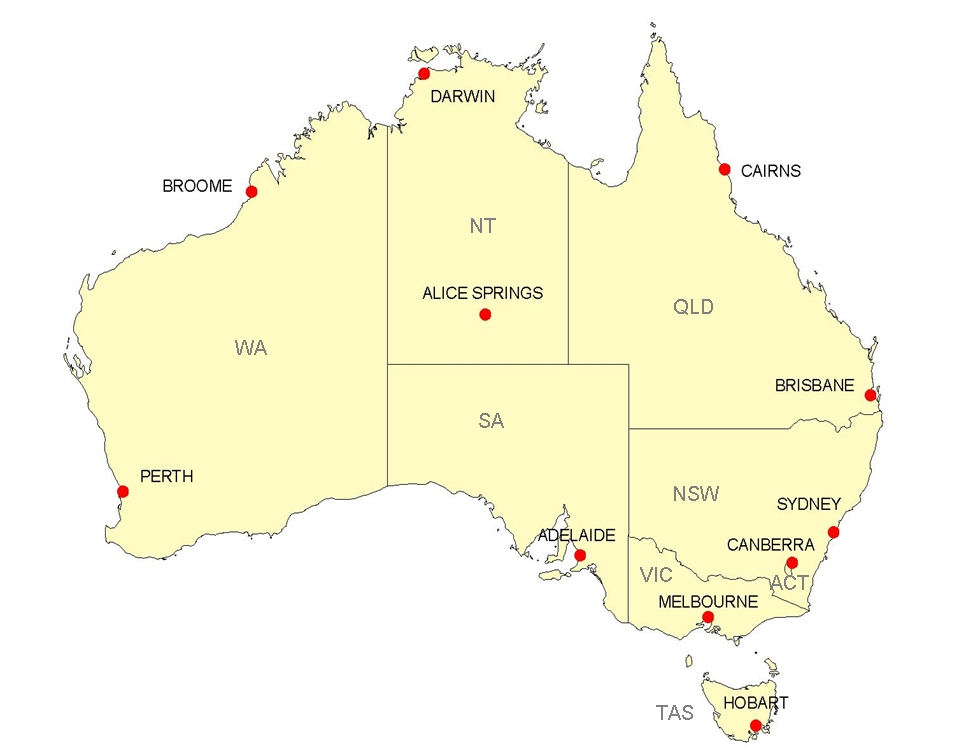 DARWIN
CAIRNS
BROOME
NT
ALICE SPRINGS
QLD
WA
BRISBANE
SA
PERTH
NSW
SYDNEY
ADELAIDE
CANBERRA
VIC
ACT
MELBOURNE
HOBART
TAS